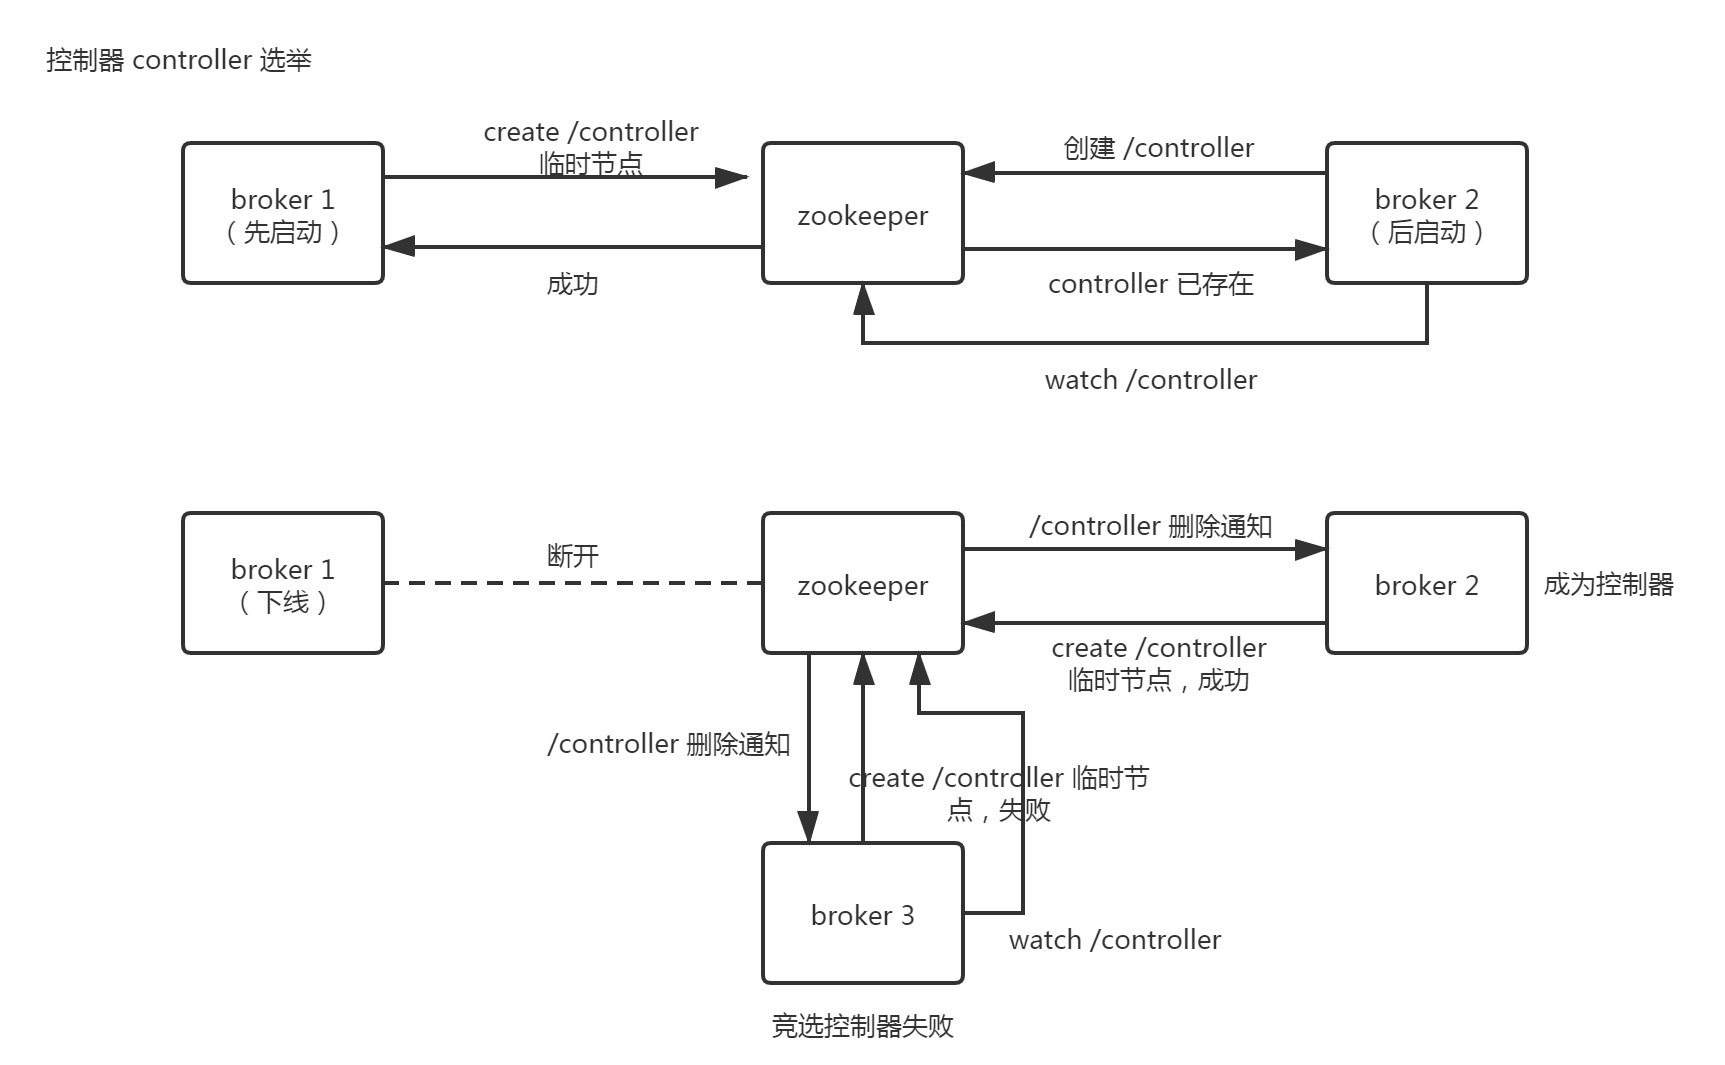 控制器 controller 选举
create /controller
临时节点
创建 /controller
broker 1
（先启动）
zookeeper
broker 2
（后启动）
成功
controller 已存在
watch /controller
/controller 删除通知
断开
broker 1
（下线）
zookeeper
broker 2
成为控制器
create /controller
临时节点，成功
/controller 删除通知
create /controller 临时节
点，失败
broker 3
watch /controller
竞选控制器失败